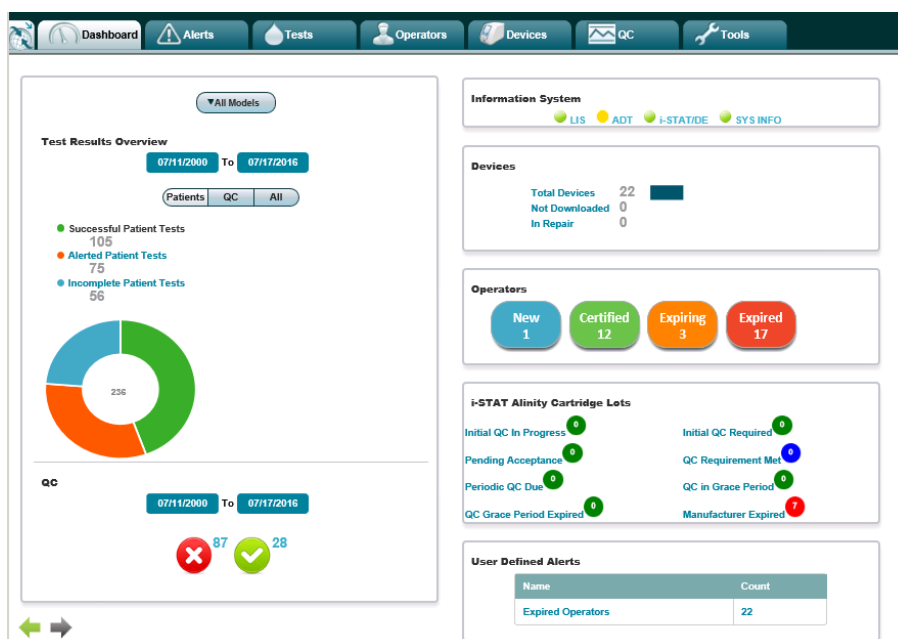 Dashboard Alerts Tests Operators Devices QC Tools
▼All Models
Test Results Overview
07/11/2000 To 07/17/2016
Patients QC All
Successful Patient Tests
105
Alerted Patient Tests
75
Incomplete Patient Tests
56
236
QC
07/11/2000 To 07/17/2016
87 28
Information System
LIS ADT i-STAT/DE SYS INFO
Devices
Total Devices 22
Not Downloaded 0
In Repair 0
Operators
New Certified Expiring Expired
1 12 3 17
i-STAT Alinity Cartridge Lots
Initial QC In Progress 0 Initial QC Required 0
Pending Acceptance 0 QC Requirement Met 0
Periodic QC Due 0 QC in Grace Period 0
QC Grace Period Expired 0 Manufacturer Expired 7
User Defined Alerts
Name Count
Expired Operators 22